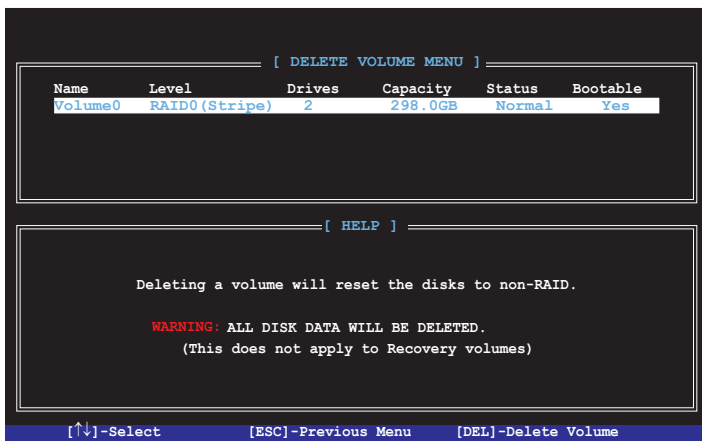 [ DELETE VOLUME MENU ]
Name Level Drives Capacity Status Bootable
Volume0 RAID0(Stripe) 2 298.0GB Normal Yes
[ HELP ]
Deleting a volume will reset the disks to non-RAID.
WARNING: ALL DISK DATA WILL BE DELETED.
(This does not apply to Recovery volumes)
[↑↓]-Select [ESC]-Previous Menu [DEL]-Delete Volume